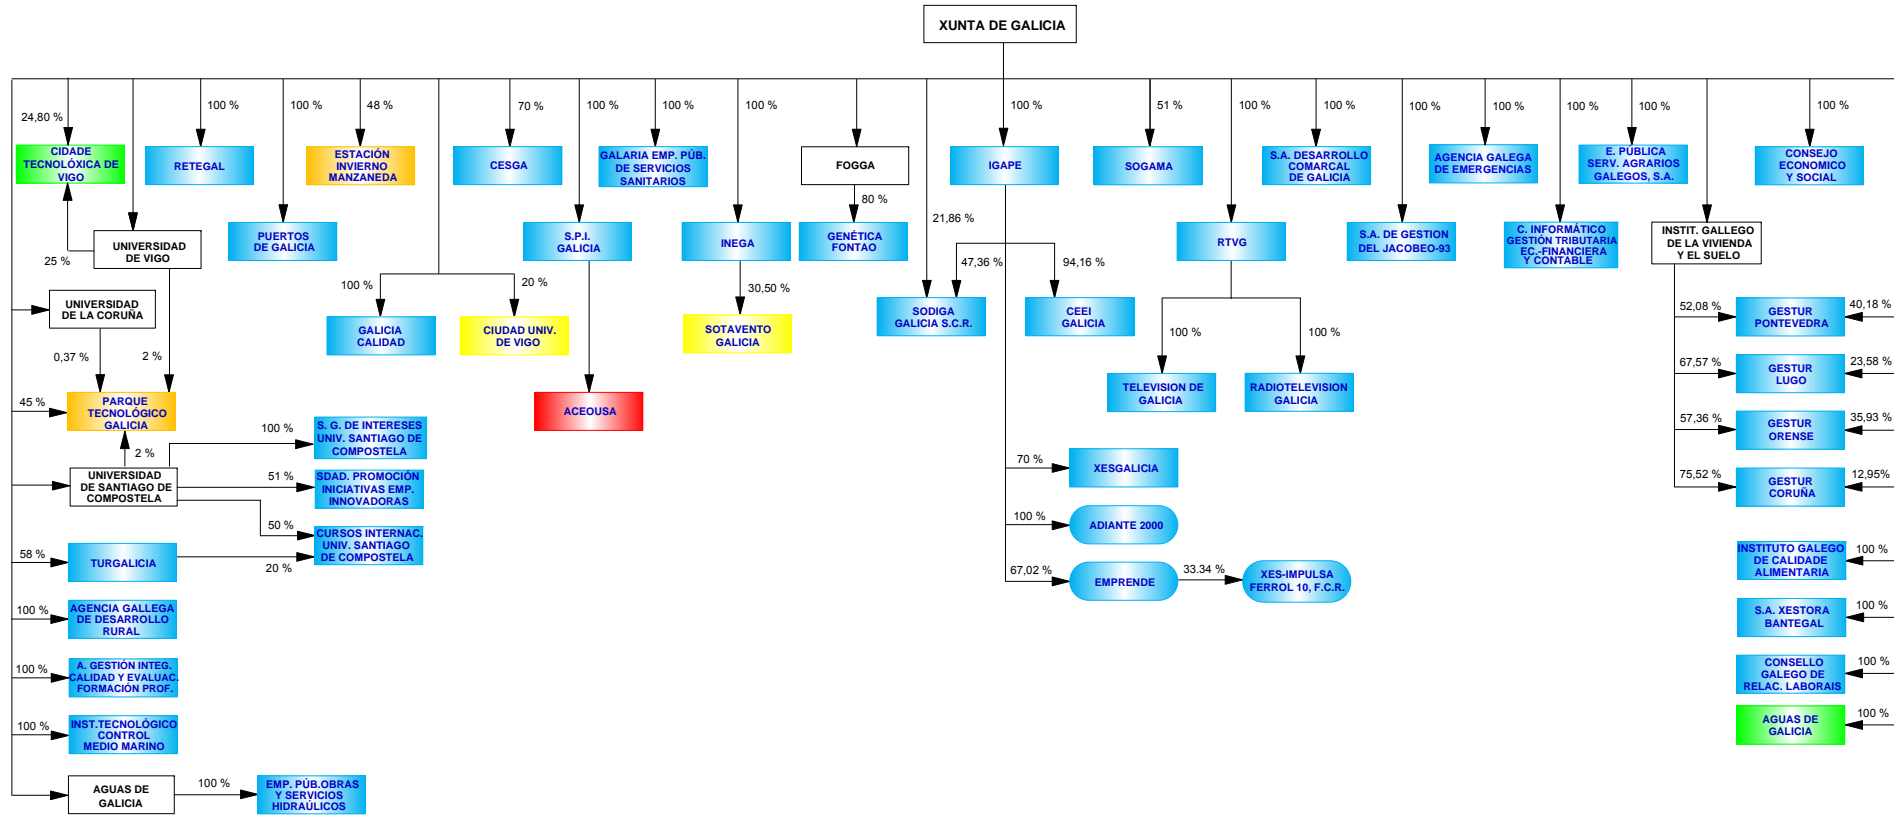 XUNTA DE GALICIA
24,80 %
100 %
100 %
48 %
70 %
100 %
100 %
100 %
100 %
51 %
100 %
100 %
100 %
100 %
100 %
100 %
100 %
CIDADE
TECNOLÓXICA DE
VIGO
RETEGAL
ESTACIÓN
INVIERNO
MANZANEDA
CESGA
GALARIA EMP. PÚB.
DE SERVICIOS
SANITARIOS
FOGGA
IGAPE
SOGAMA
S.A. DESARROLLO
COMARCAL
DE GALICIA
AGENCIA GALEGA
DE EMERGENCIAS
E. PÚBLICA
SERV. AGRARIOS
GALEGOS, S.A.
CONSEJO
ECONOMICO
Y SOCIAL
80 %
21,86 %
25 %
UNIVERSIDAD
DE VIGO
PUERTOS
DE GALICIA
S.P.I.
GALICIA
INEGA
GENÉTICA
FONTAO
RTVG
S.A. DE GESTION
DEL JACOBEO-93
C. INFORMÁTICO
GESTIÓN TRIBUTARIA
EC.-FINANCIERA
Y CONTABLE
INSTIT. GALLEGO
DE LA VIVIENDA
Y EL SUELO
47,36 %
94,16 %
100 %
20 %
30,50 %
UNIVERSIDAD
DE LA CORUÑA
GALICIA
CALIDAD
CIUDAD UNIV.
DE VIGO
SOTAVENTO
GALICIA
SODIGA
GALICIA S.C.R.
CEEI
GALICIA
52,08 %
GESTUR
PONTEVEDRA
40,18 %
0,37 %
2 %
100 %
100 %
67,57 %
GESTUR
LUGO
23,58 %
45 %
PARQUE
TECNOLÓGICO
GALICIA
ACEOUSA
TELEVISION DE
GALICIA
RADIOTELEVISION
GALICIA
57,36 %
GESTUR
ORENSE
35,93 %
2 %
100 %
S. G. DE INTERESES
UNIV. SANTIAGO DE
COMPOSTELA
UNIVERSIDAD
DE SANTIAGO DE
COMPOSTELA
51 %
SDAD. PROMOCIÓN
INICIATIVAS EMP.
INNOVADORAS
70 %
XESGALICIA
75,52 %
GESTUR
CORUÑA
12,95%
50 %
CURSOS INTERNAC.
UNIV. SANTIAGO
DE COMPOSTELA
100 %
ADIANTE 2000
58 %
TURGALICIA
20 %
67,02 %
EMPRENDE
33.34 %
XES-IMPULSA
FERROL 10, F.C.R.
INSTITUTO GALEGO
DE CALIDADE
ALIMENTARIA
100 %
100 %
AGENCIA GALLEGA
DE DESARROLLO
RURAL
S.A. XESTORA
BANTEGAL
100 %
100 %
A. GESTIÓN INTEG.
CALIDAD Y EVALUAC.
FORMACIÓN PROF.
CONSELLO
GALEGO DE
RELAC. LABORAIS
100 %
100 %
INST.TECNOLÓGICO
CONTROL
MEDIO MARINO
AGUAS DE
GALICIA
100 %
AGUAS DE
GALICIA
100 %
EMP. PÚB.OBRAS
Y SERVICIOS
HIDRAÚLICOS